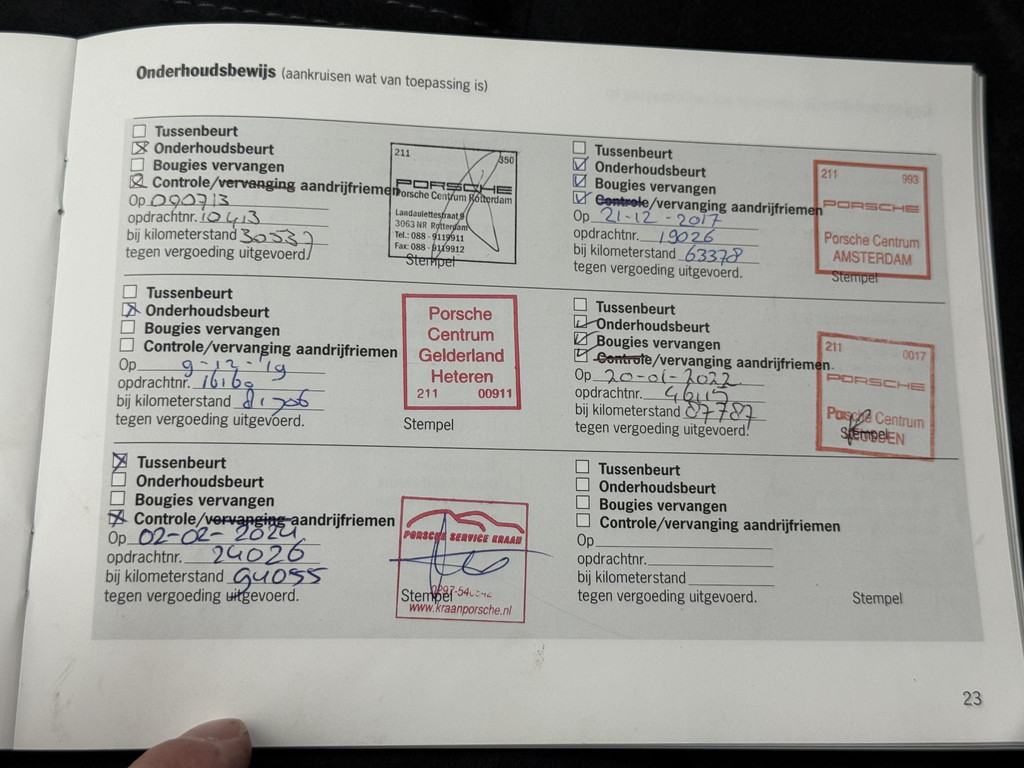 Onderhoudsbewijs (aankruisen wat van toepassing is)
Tussenbeurt
Onderhoudsbeurt
Bougies vervangen
Controle/vervanging aandrijfriemen
Op 090713
opdrachtnr. 10413
bij kilometerstand 30537
tegen vergoeding uitgevoerd.
211 350
PORSCHE
Porsche Centrum Rotterdam
Landaulettestraat 9
3063 NR Rotterdam
Tel.: 088 - 9119911
Fax: 088 - 9119912
Stempel
Tussenbeurt
Onderhoudsbeurt
Bougies vervangen
Controle/vervanging aandrijfriemen
Op 21-12-2017
opdrachtnr. 19026
bij kilometerstand 63378
tegen vergoeding uitgevoerd.
211 993
PORSCHE
Porsche Centrum
AMSTERDAM
Stempel
Tussenbeurt
Onderhoudsbeurt
Bougies vervangen
Controle/vervanging aandrijfriemen
Op 9-12-19
opdrachtnr.
bij kilometerstand
tegen vergoeding uitgevoerd.
Porsche
Centrum
Gelderland
Heteren
211 00911
Stempel
Tussenbeurt
Onderhoudsbeurt
Bougies vervangen
Controle/vervanging aandrijfriemen
Op 20-01-2022
opdrachtnr.
bij kilometerstand 87787
tegen vergoeding uitgevoerd.
211 0017
PORSCHE
Porsche Centrum
Stempel
Tussenbeurt
Onderhoudsbeurt
Bougies vervangen
Controle/vervanging aandrijfriemen
Op 02-02-2024
opdrachtnr. 24026
bij kilometerstand 94055
tegen vergoeding uitgevoerd.
PORSCHE SERVICE KRAAN
Stempel
www.kraanporsche.nl
Tussenbeurt
Onderhoudsbeurt
Bougies vervangen
Controle/vervanging aandrijfriemen
Op
opdrachtnr.
bij kilometerstand
tegen vergoeding uitgevoerd.
Stempel
23